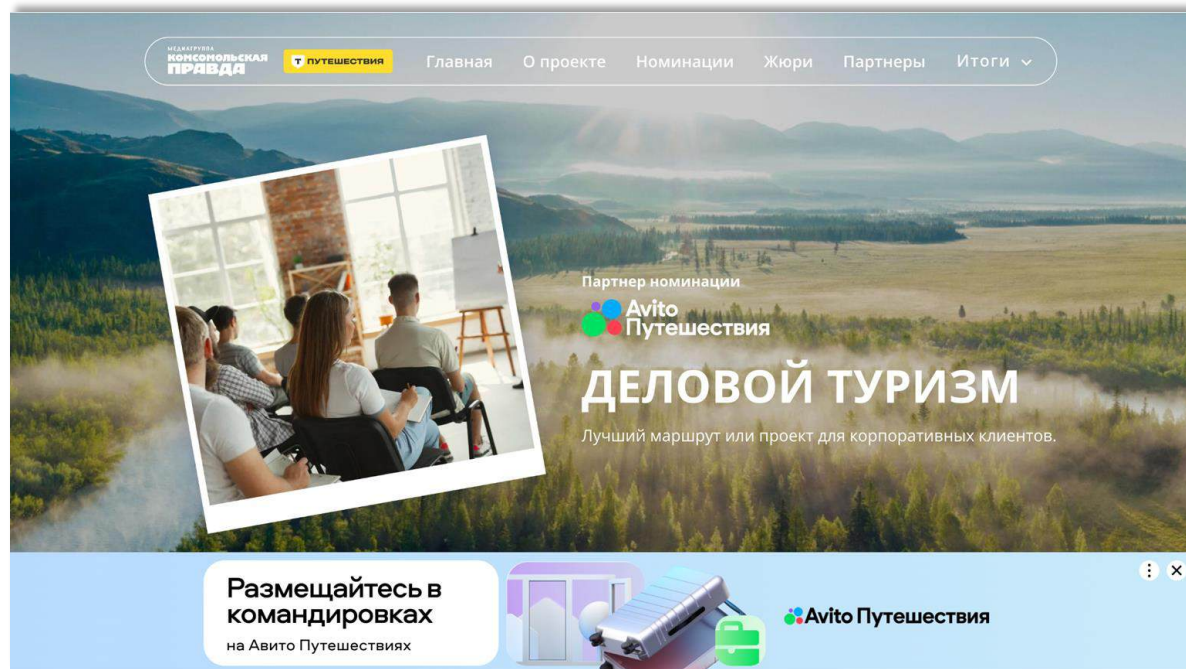 МЕДИАГРУППА
КОМСОМОЛЬСКАЯ
ПРАВДА
Т ПУТЕШЕСТВИЯ
Главная
О проекте
Номинации
Жюри
Партнеры
Итоги
Партнер номинации
Avito
Путешествия
ДЕЛОВОЙ ТУРИЗМ
Лучший маршрут или проект для корпоративных клиентов.
Размещайтесь в
командировках
на Авито Путешествиях
Avito Путешествия